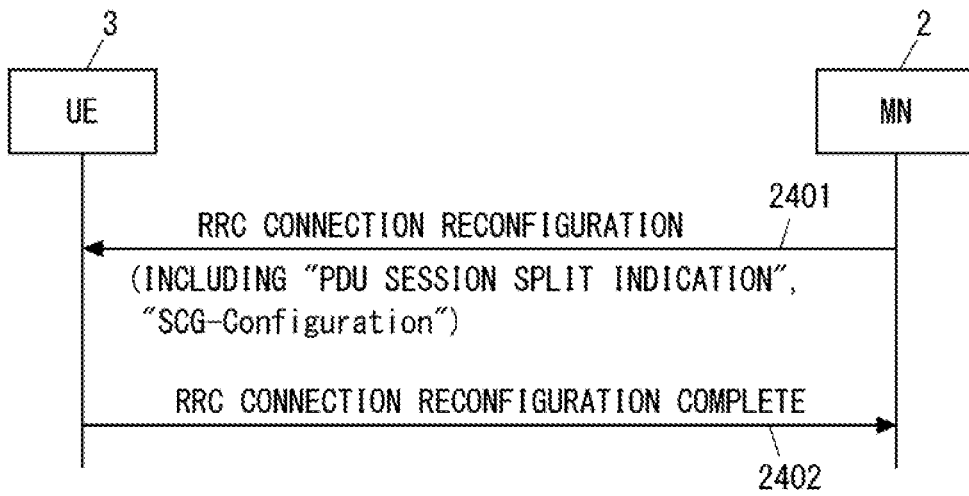 3
2
UE
MN
2401
RRC CONNECTION RECONFIGURATION
(INCLUDING "PDU SESSION SPLIT INDICATION",
"SCG-Configuration")
RRC CONNECTION RECONFIGURATION COMPLETE
2402